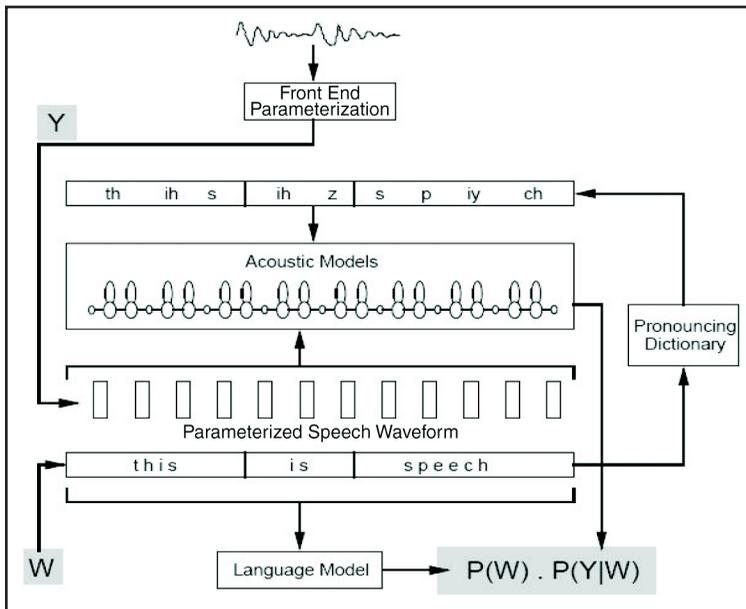 Front End
Parameterization
Y
th ih s ih z s p iy ch
Acoustic Models
Pronouncing
Dictionary
Parameterized Speech Waveform
this is speech
W
Language Model
P(W) . P(Y|W)